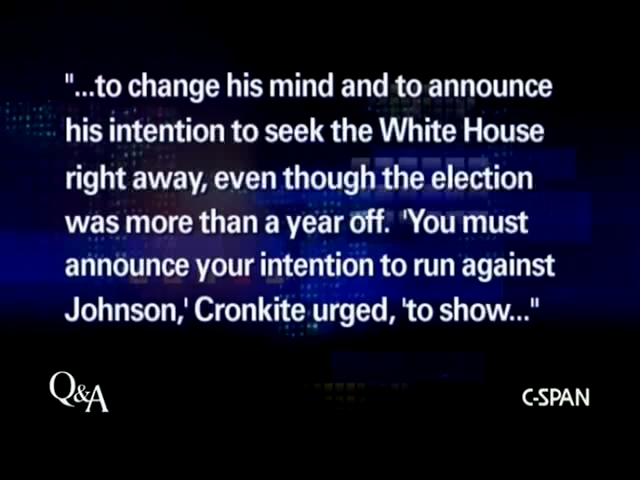 "...to change his mind and to announce
his intention to seek the White House
right away, even though the election
was more than a year off. 'You must
announce your intention to run against
Johnson,' Cronkite urged, 'to show..."
Q&A
C-SPAN